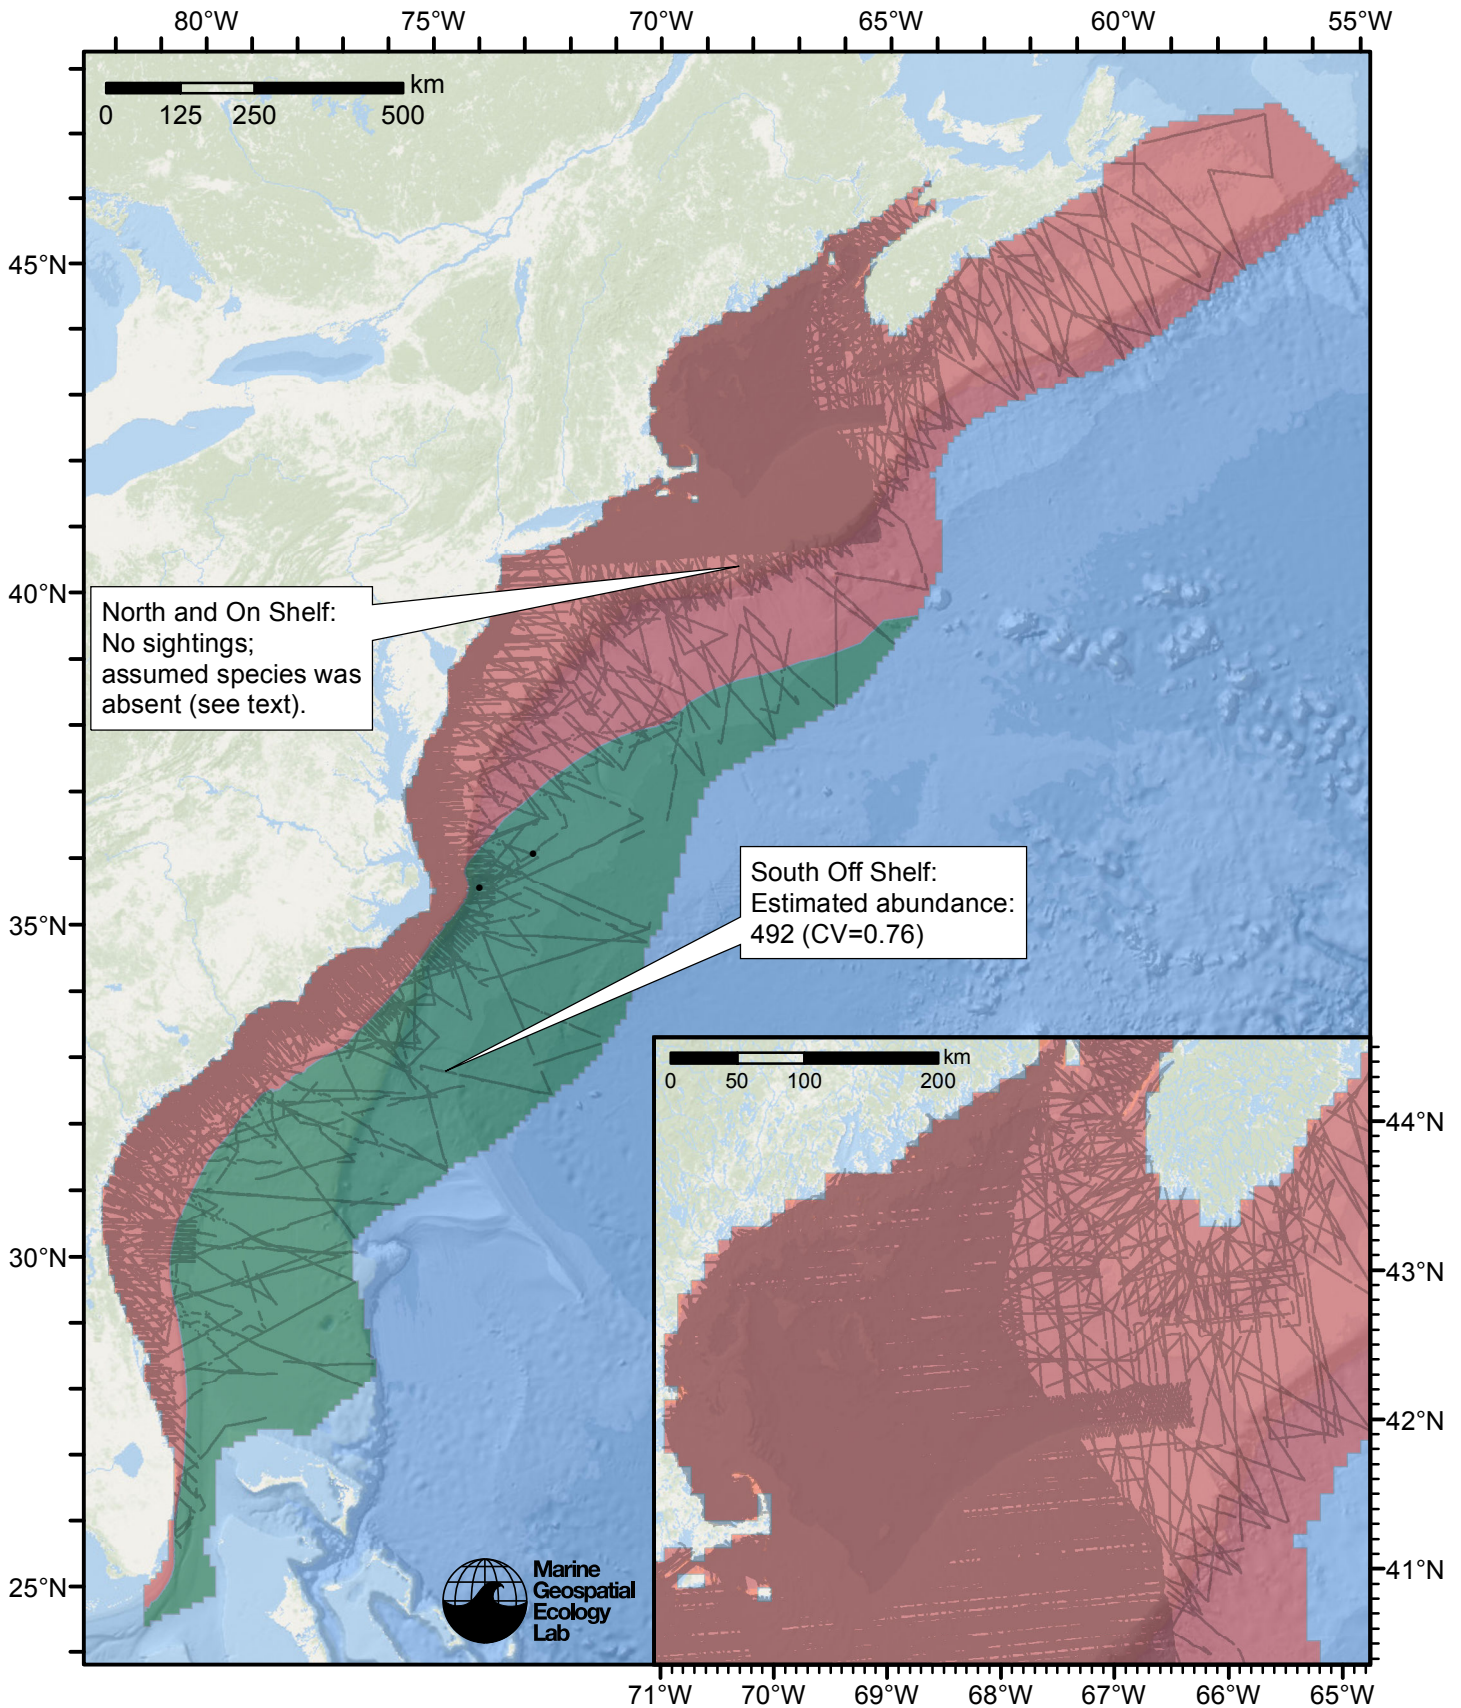 80°W 75°W 70°W 65°W 60°W 55°W
km
0 125 250 500
45°N
40°N
North and On Shelf:
No sightings;
assumed species was
absent (see text).
South Off Shelf:
Estimated abundance:
492 (CV=0.76)
35°N
30°N
25°N
km
0 50 100 200
44°N
43°N
42°N
41°N
Marine
Geospatial
Ecology
Lab
71°W 70°W 69°W 68°W 67°W 66°W 65°W